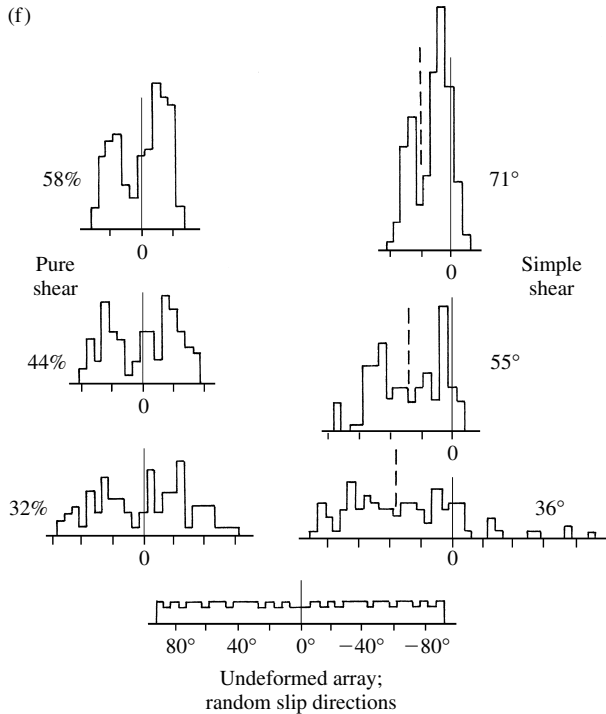 (f)
58%
0
71°
0
Pure
shear
Simple
shear
44%
0
55°
0
32%
0
36°
0
80° 40° 0° −40° −80°
Undeformed array;
random slip directions